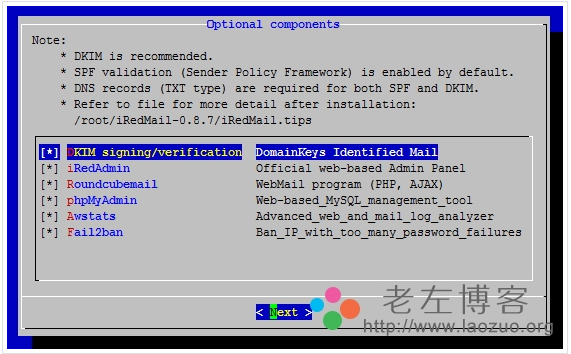 Optional components
Note:
* DKIM is recommended.
* SPF validation (Sender Policy Framework) is enabled by default.
* DNS records (TXT type) are required for both SPF and DKIM.
* Refer to file for more detail after installation:
/root/iRedMail-0.8.7/iRedMail.tips
[*] DKIM signing/verification DomainKeys Identified Mail
[*] iRedAdmin Official web-based Admin Panel
[*] Roundcubemail WebMail program (PHP, AJAX)
[*] phpMyAdmin Web-based_MySQL_management_tool
[*] Awstats Advanced_web_and_mail_log_analyzer
[*] Fail2ban Ban_IP_with_too_many_password_failures
< Next >
老左博客
http://www.laozuo.org